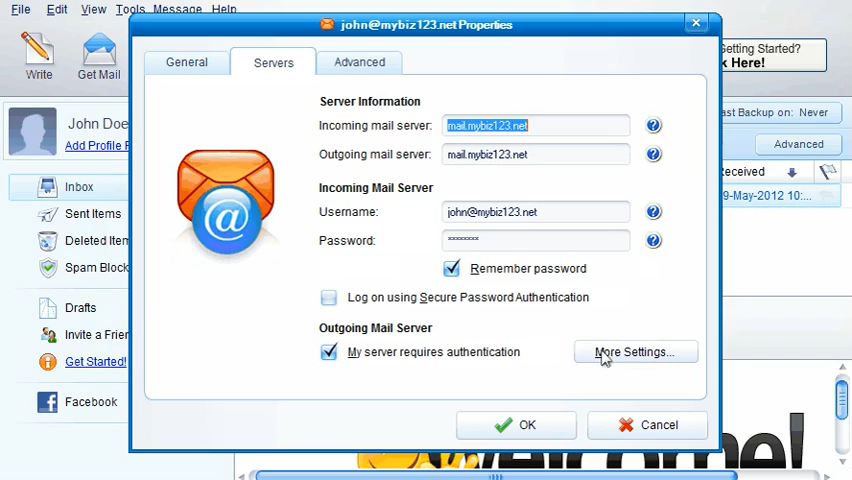 File Edit View Tools Message Help
john@mybiz123.net Properties
Write
Get Mail
Getting Started?
k Here!
General
Servers
Advanced
John Doe
Add Profile
ast Backup on: Never
Advanced
Server Information
Incoming mail server: mail.mybiz123.net
Outgoing mail server: mail.mybiz123.net
Incoming Mail Server
Username: john@mybiz123.net
Password: *******
Remember password
Log on using Secure Password Authentication
Outgoing Mail Server
My server requires authentication
More Settings...
OK
Cancel
Inbox
Sent Items
Deleted Item
Spam Block
Drafts
Invite a Frien
Get Started!
Facebook
eceived
9-May-2012 10:...
Welcome!